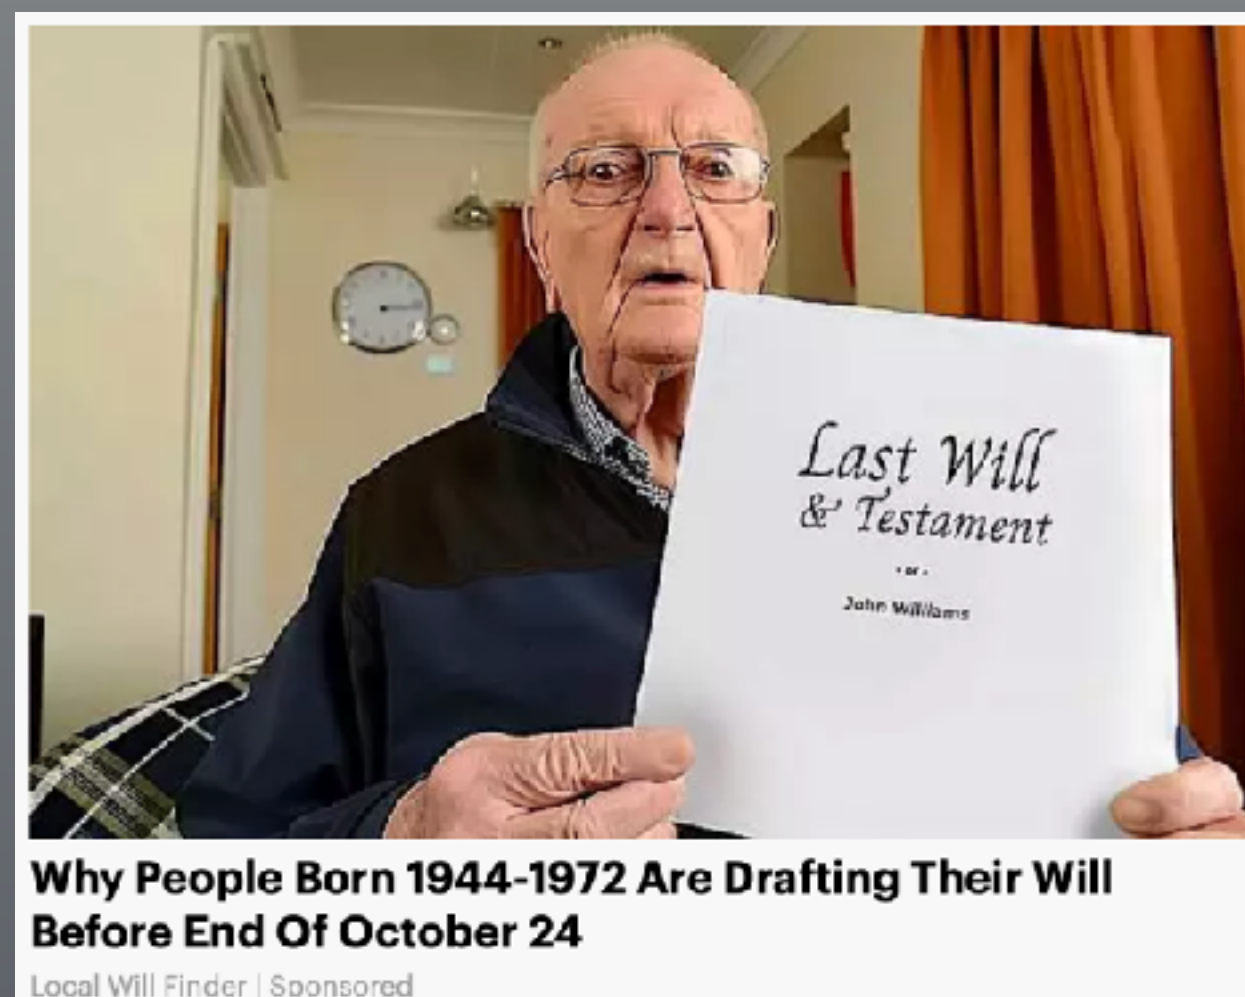 Last Will
& Testament
- or -
John Williams
Why People Born 1944-1972 Are Drafting Their Will
Before End Of October 24
Local Will Finder | Sponsored